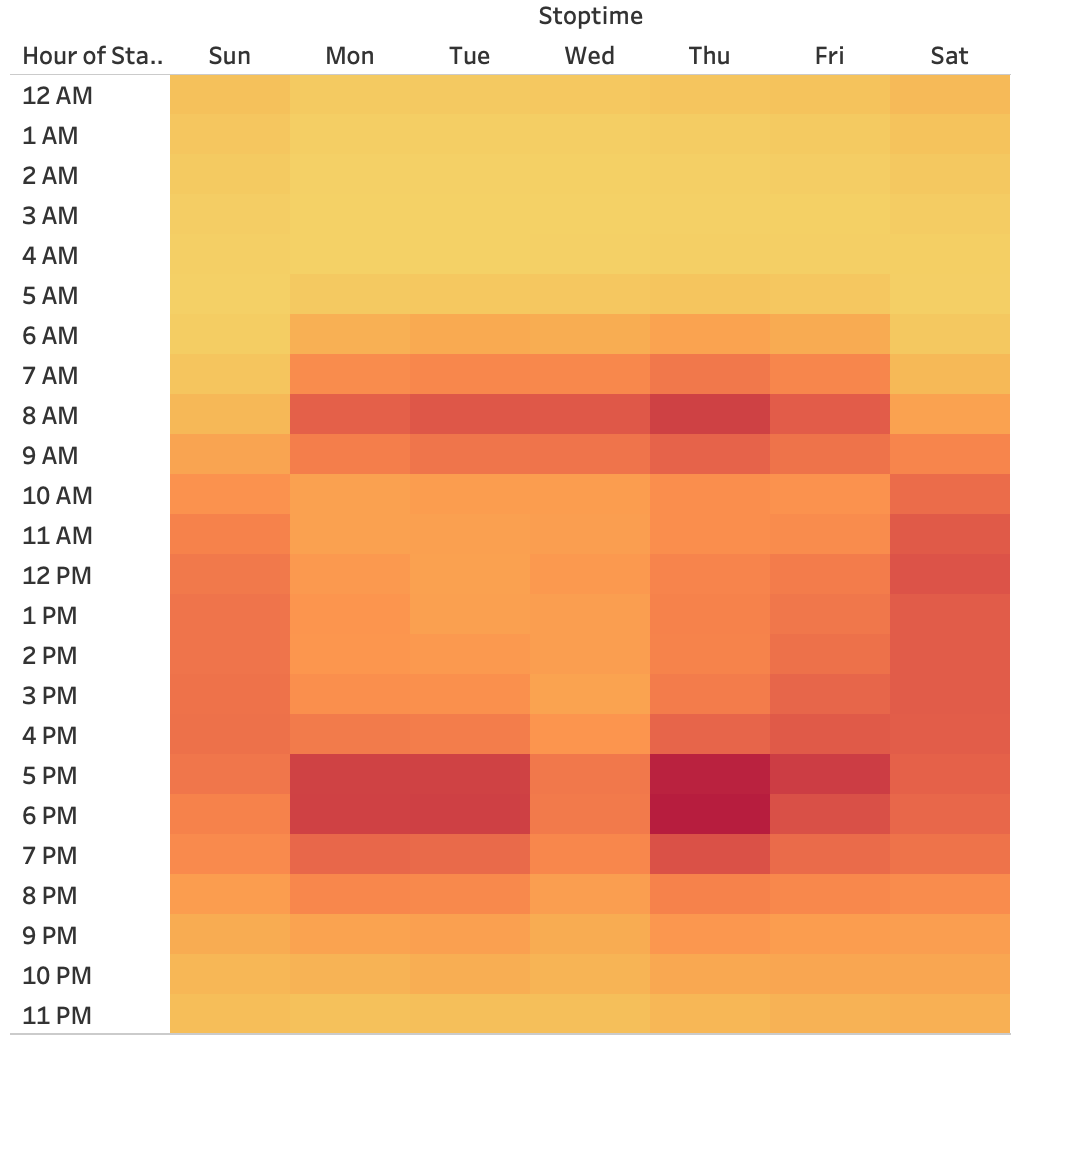 Stoptime
Hour of Sta.. Sun Mon Tue Wed Thu Fri Sat
12 AM
1 AM
2 AM
3 AM
4 AM
5 AM
6 AM
7 AM
8 AM
9 AM
10 AM
11 AM
12 PM
1 PM
2 PM
3 PM
4 PM
5 PM
6 PM
7 PM
8 PM
9 PM
10 PM
11 PM